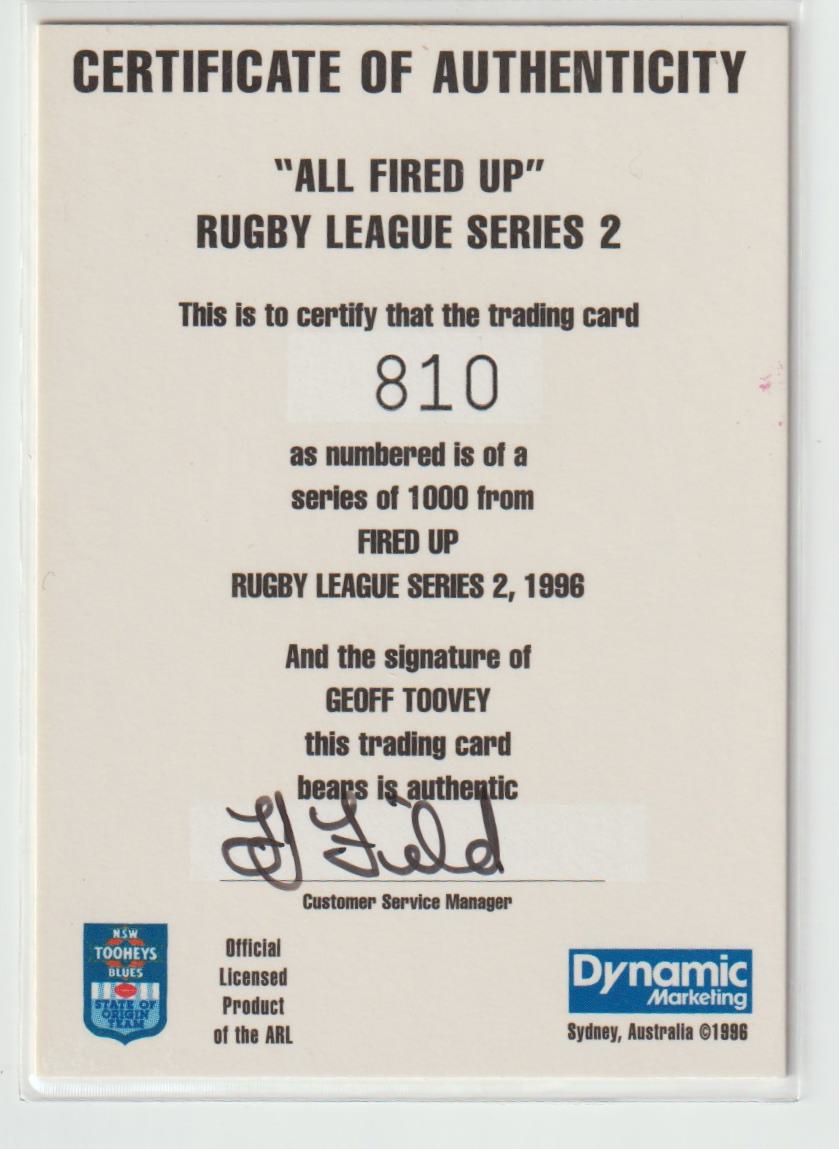 CERTIFICATE OF AUTHENTICITY
"ALL FIRED UP"
RUGBY LEAGUE SERIES 2
This is to certify that the trading card
810
as numbered is of a
series of 1000 from
FIRED UP
RUGBY LEAGUE SERIES 2, 1996
And the signature of
GEOFF TOOVEY
this trading card
bears is authentic
Field
Customer Service Manager
NSW
TOOHEYS
BLUES
STATE OF
ORIGIN
TEAM
Official
Licensed
Product
of the ARL
Dynamic
Marketing
Sydney, Australia ©1996